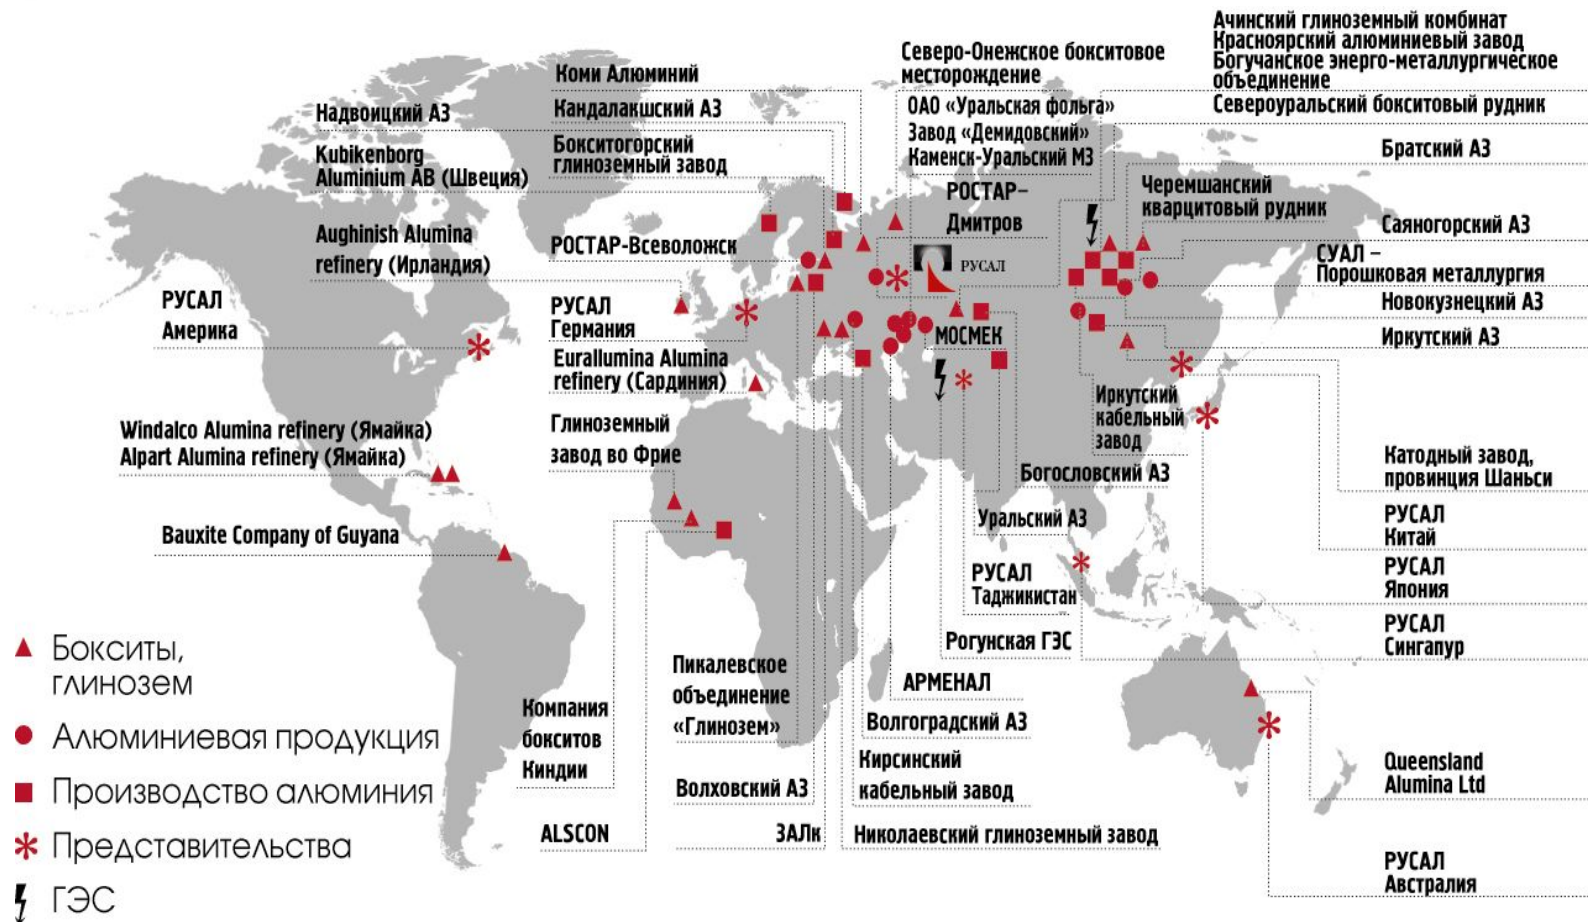 Ачинский глиноземный комбинат
Красноярский алюминиевый завод
Богучанское энерго-металлургическое
объединение
Североуральский бокситовый рудник
Северо-Онежское бокситовое
месторождение
Коми Алюминий
Надвоицкий АЗ
Кандалакшский АЗ
ОАО «Уральская фольга»
Завод «Демидовский»
Каменск-Уральский МЗ
Kubikenborg
Aluminium AB (Швеция)
Бокситогорский
глиноземный завод
Братский АЗ
Черемшанский
кварцитовый рудник
РОСТАР–
Дмитров
Саяногорский АЗ
Aughinish Alumina
refinery (Ирландия)
РОСТАР-Всеволожск
РУСАЛ
СУАЛ –
Порошковая металлургия
РУСАЛ
Америка
РУСАЛ
Германия
Новокузнецкий АЗ
МОСМЕК
Иркутский АЗ
Eurallumina Alumina
refinery (Сардиния)
Иркутский
кабельный
завод
Windalco Alumina refinery (Ямайка)
Alpart Alumina refinery (Ямайка)
Глиноземный
завод во Фрие
Богословский АЗ
Катодный завод,
провинция Шаньси
Bauxite Company of Guyana
Уральский АЗ
РУСАЛ
Китай
РУСАЛ
Таджикистан
РУСАЛ
Япония
Рогунская ГЭС
РУСАЛ
Сингапур
Бокситы,
глинозем
Алюминиевая продукция
Производство алюминия
Представительства
ГЭС
Компания
бокситов
Киндии
ALSCON
Пикалевское
объединение
«Глинозем»
Волховский АЗ
ЗАЛк
АРМЕНАЛ
Волгоградский АЗ
Кирсинский
кабельный завод
Николаевский глиноземный завод
Queensland
Alumina Ltd
РУСАЛ
Австралия